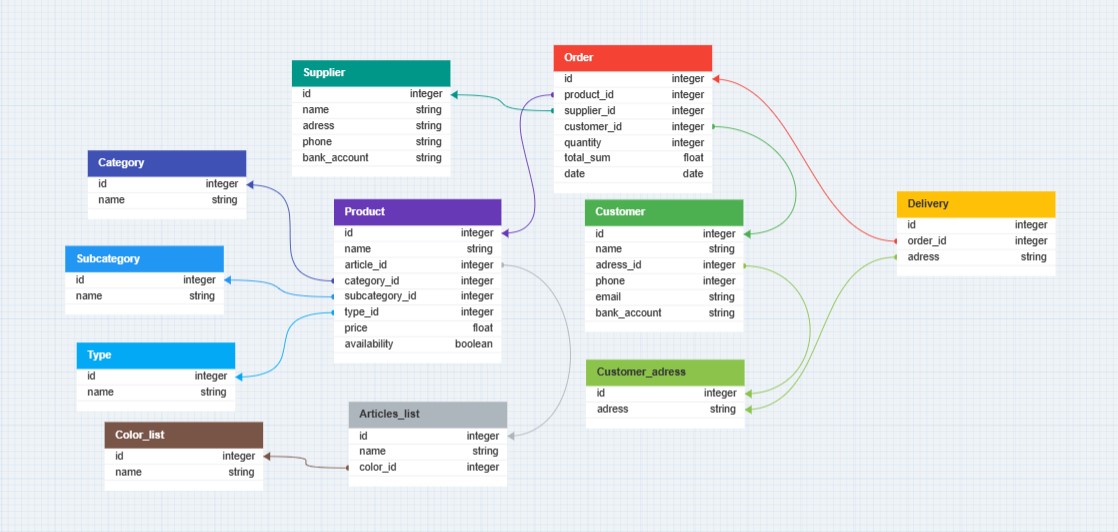 Order
id integer
product_id integer
supplier_id integer
customer_id integer
quantity integer
total_sum float
date date
Supplier
id integer
name string
adress string
phone string
bank_account string
Category
id integer
name string
Product
id integer
name string
article_id integer
category_id integer
subcategory_id integer
type_id integer
price float
availability boolean
Customer
id integer
name string
adress_id integer
phone integer
email string
bank_account string
Delivery
id integer
order_id integer
adress string
Subcategory
id integer
name string
Type
id integer
name string
Customer_adress
id integer
adress string
Articles_list
id integer
name string
color_id integer
Color_list
id integer
name string